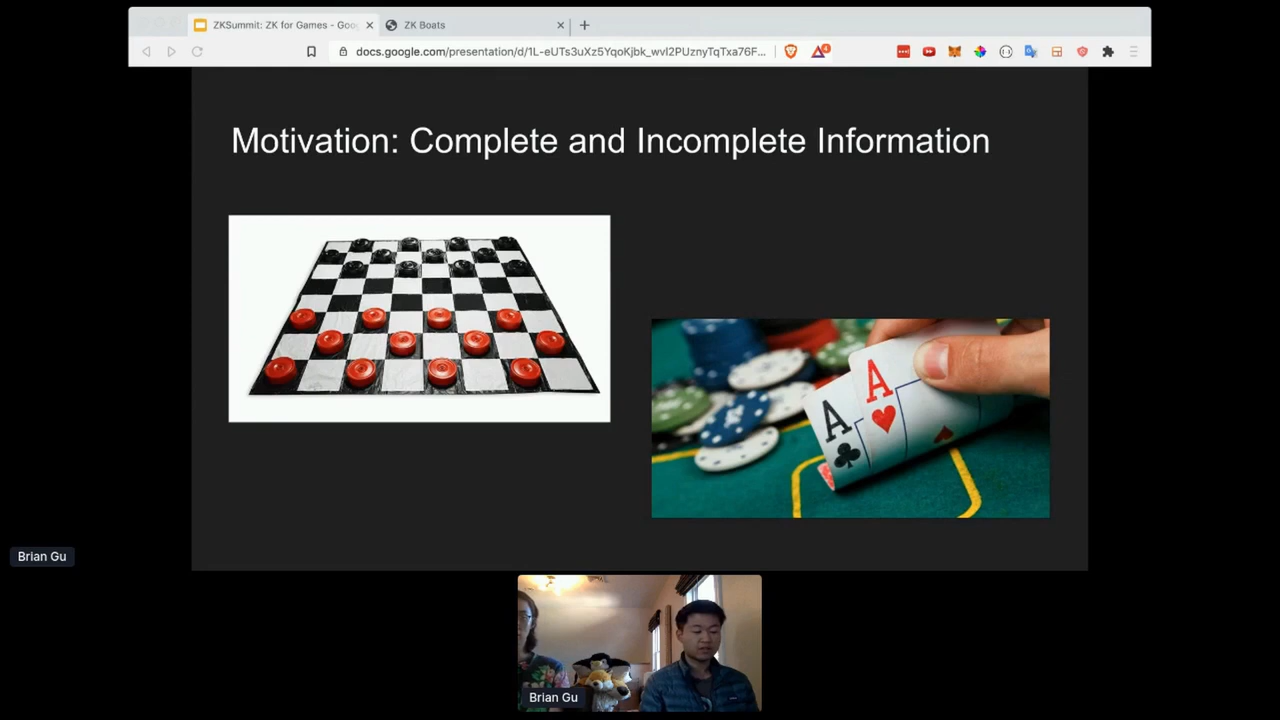 ZKSummit: ZK for Games - Goo
ZK Boats
docs.google.com/presentation/d/1L-eUTs3uXz5YqoKjbk_wvI2PUznyTqTxa76F...
4
Motivation: Complete and Incomplete Information
A
A
Brian Gu
Brian Gu